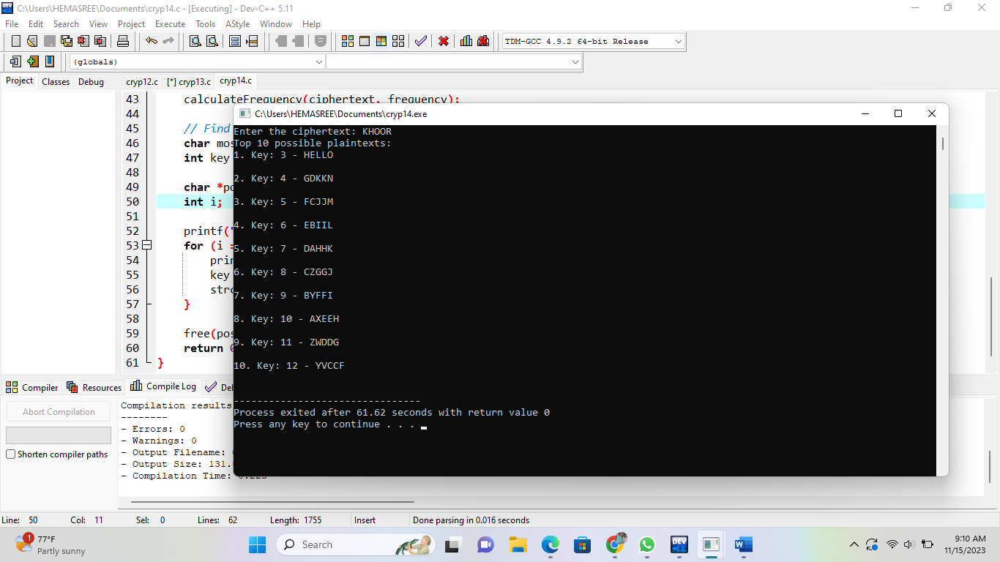 C:\Users\HEMASREE\Documents\cryp14.c - [Executing] - Dev-C++ 5.11
File Edit Search View Project Execute Tools AStyle Window Help
TDM-GCC 4.9.2 64-bit Release
(globals)
Project Classes Debug
cryp12.c [*] cryp13.c cryp14.c
43 calculateFrequency(ciphertext, frequency);
44
45 // Find
46 char mos
47 int key
48
49 char *po
50 int i;
51
52 printf("
53 for (i =
54 prin
55 key
56 strc
57 }
58
59 free(pos
60 return 0
61 }
C:\Users\HEMASREE\Documents\cryp14.exe
Enter the ciphertext: KHOOR
Top 10 possible plaintexts:
1. Key: 3 - HELLO
2. Key: 4 - GDKKN
3. Key: 5 - FCJJM
4. Key: 6 - EBIIL
5. Key: 7 - DAHHK
6. Key: 8 - CZGGJ
7. Key: 9 - BYFFI
8. Key: 10 - AXEEH
9. Key: 11 - ZWDDG
10. Key: 12 - YVCCF
--------------------------------
Process exited after 61.62 seconds with return value 0
Press any key to continue . . .
Compiler Resources Compile Log
Abort Compilation
Shorten compiler paths
Compilation results
--------
- Errors: 0
- Warnings: 0
- Output Filename:
- Output Size: 131.
- Compilation Time:
Line: 50 Col: 11 Sel: 0 Lines: 62 Length: 1755 Insert Done parsing in 0.016 seconds
1
77°F
Partly sunny
Search
DEV
9:10 AM
11/15/2023